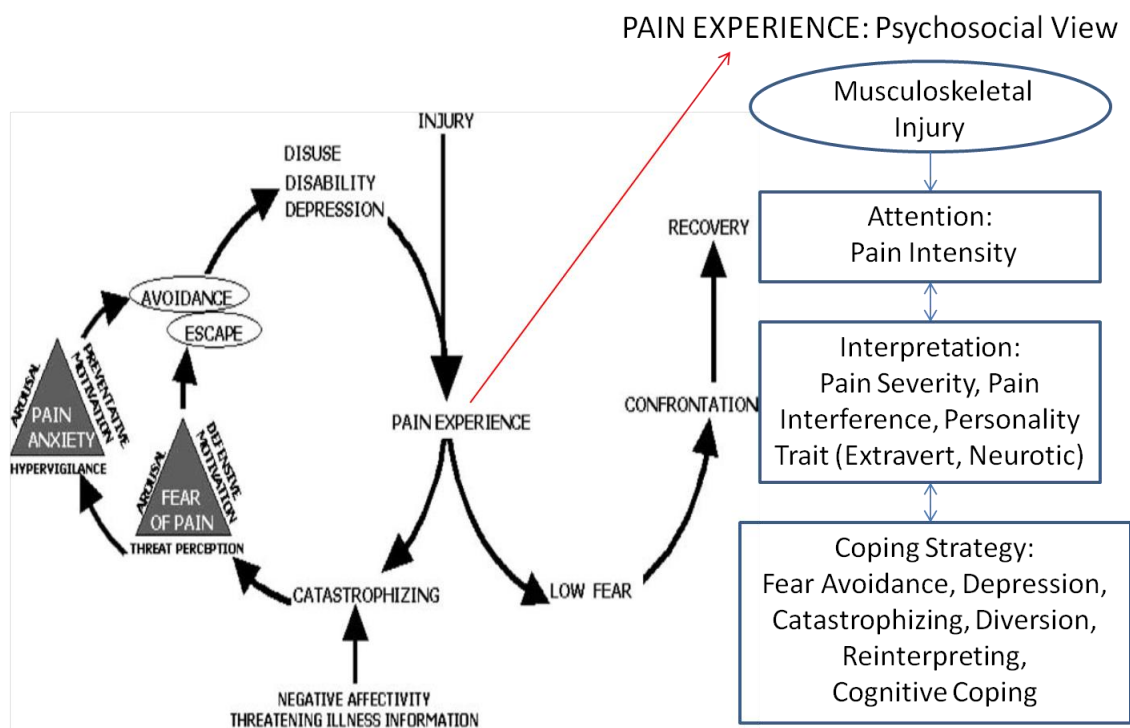 PAIN EXPERIENCE: Psychosocial View
INJURY
DISUSE
DISABILITY
DEPRESSION
AVOIDANCE
ESCAPE
AROUSAL
PREVENTATIVE
MOTIVATION
PAIN
ANXIETY
HYPERVIGILANCE
AROUSAL
DEFENSIVE
MOTIVATION
FEAR
OF PAIN
THREAT PERCEPTION
CATASTROPHIZING
NEGATIVE AFFECTIVITY
THREATENING ILLNESS INFORMATION
PAIN EXPERIENCE
LOW FEAR
CONFRONTATION
RECOVERY
Musculoskeletal
Injury
Attention:
Pain Intensity
Interpretation:
Pain Severity, Pain
Interference, Personality
Trait (Extravert, Neurotic)
Coping Strategy:
Fear Avoidance, Depression,
Catastrophizing, Diversion,
Reinterpreting,
Cognitive Coping